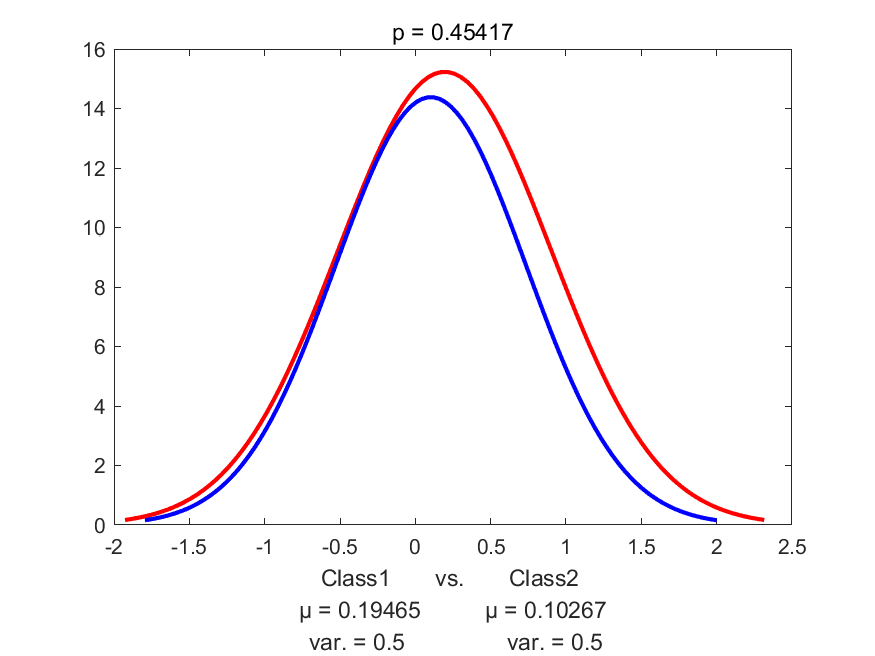 p = 0.45417
16
14
12
10
8
6
4
2
0
-2 -1.5 -1 -0.5 0 0.5 1 1.5 2 2.5
Class1 vs. Class2
μ = 0.19465 μ = 0.10267
var. = 0.5 var. = 0.5